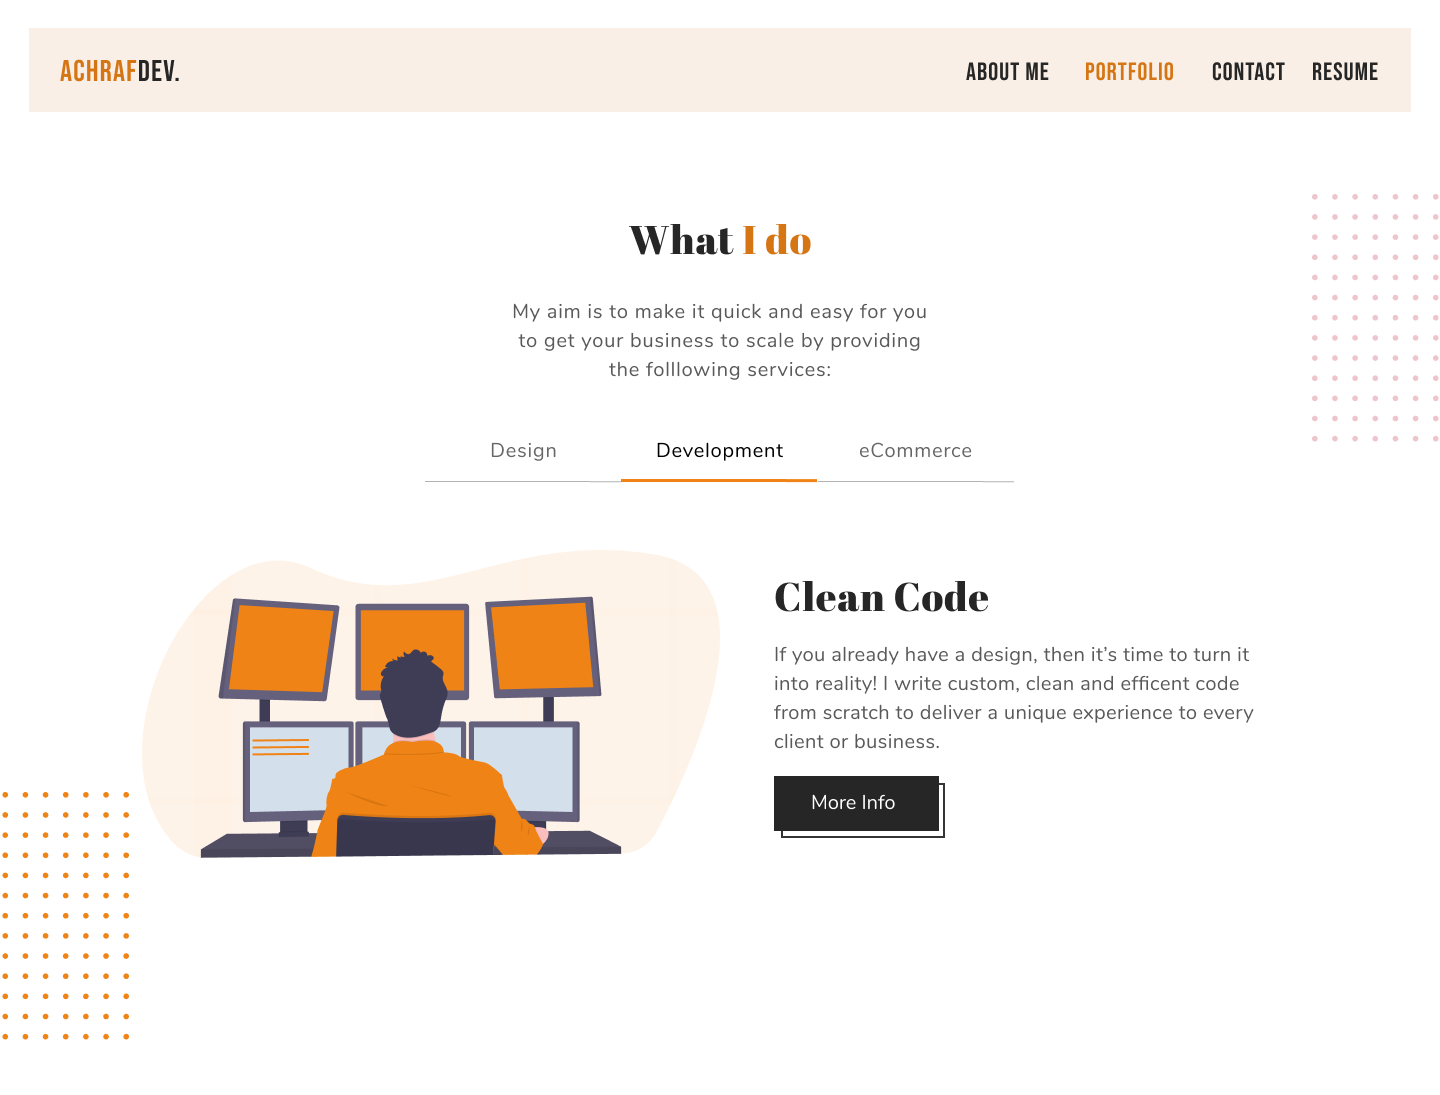 ACHRAFDEV.
ABOUT ME PORTFOLIO CONTACT RESUME
What I do
My aim is to make it quick and easy for you
to get your business to scale by providing
the folllowing services:
Design Development eCommerce
Clean Code
If you already have a design, then it’s time to turn it
into reality! I write custom, clean and efficent code
from scratch to deliver a unique experience to every
client or business.
More Info